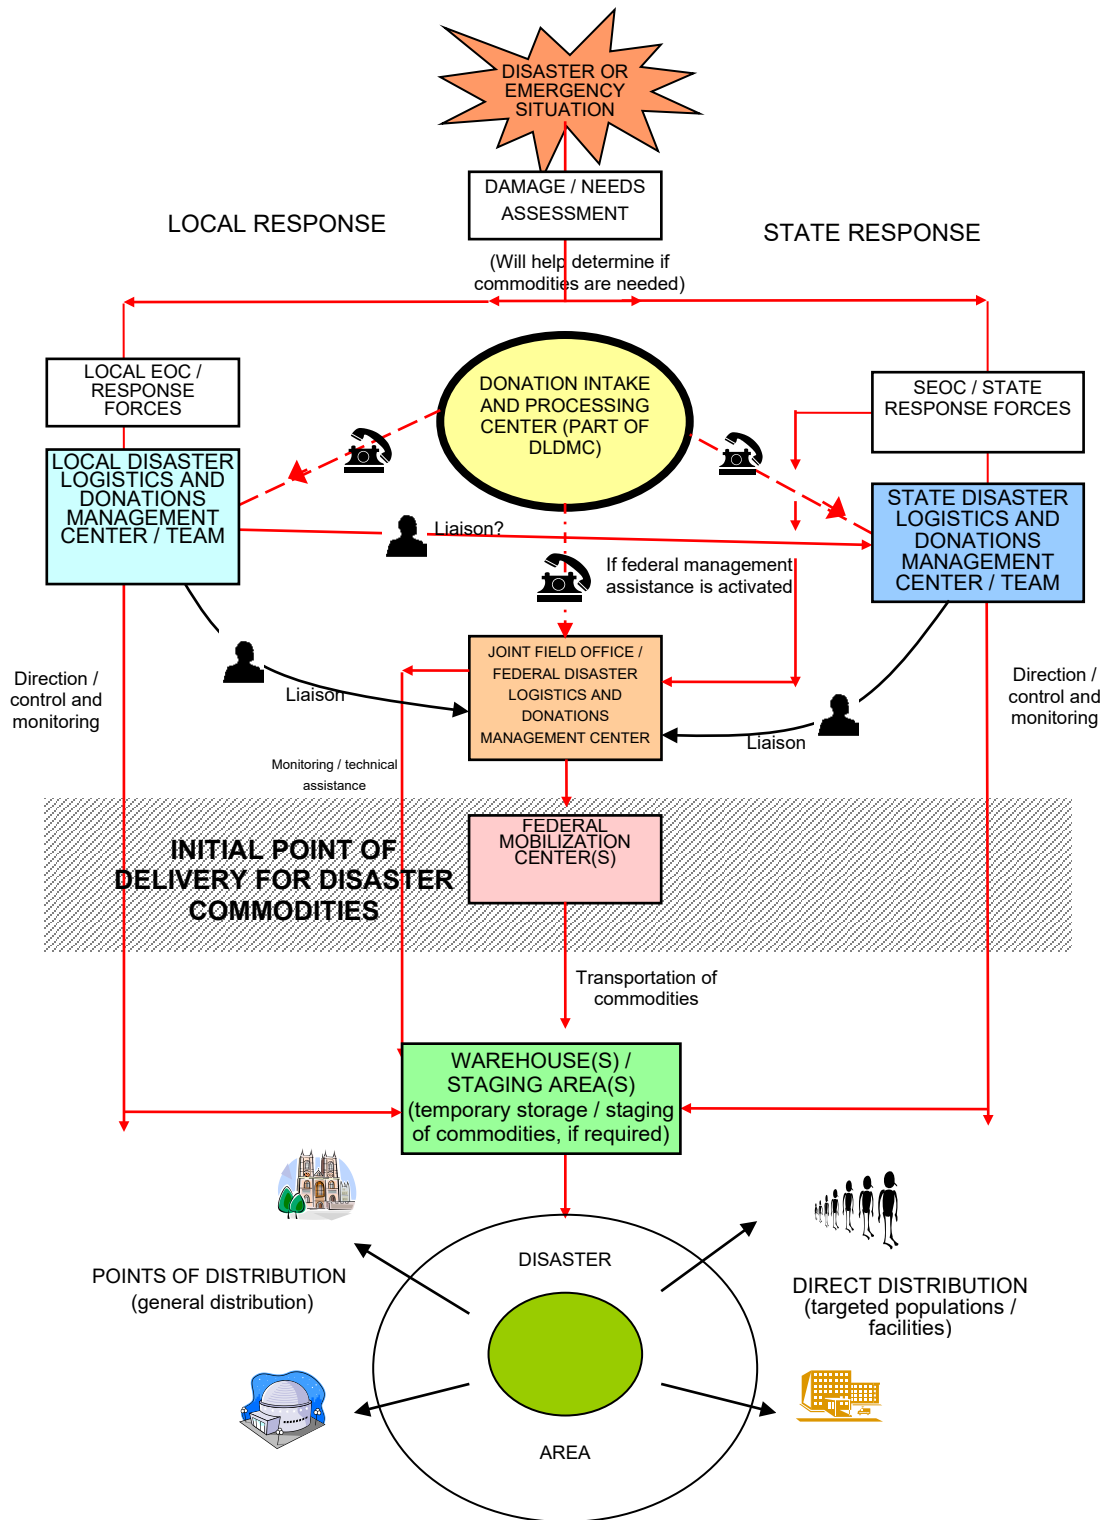 DISASTER OR
EMERGENCY
SITUATION
DAMAGE / NEEDS
ASSESSMENT
LOCAL RESPONSE
STATE RESPONSE
(Will help determine if
commodities are needed)
LOCAL EOC /
RESPONSE
FORCES
DONATION INTAKE
AND PROCESSING
CENTER (PART OF
DLDMC)
SEOC / STATE
RESPONSE FORCES
LOCAL DISASTER
LOGISTICS AND
DONATIONS
MANAGEMENT
CENTER / TEAM
Liaison?
STATE DISASTER
LOGISTICS AND
DONATIONS
MANAGEMENT
CENTER / TEAM
If federal management
assistance is activated
JOINT FIELD OFFICE /
FEDERAL DISASTER
LOGISTICS AND
DONATIONS
MANAGEMENT CENTER
Direction /
control and
monitoring
Liaison
Liaison
Direction /
control and
monitoring
Monitoring / technical
assistance
INITIAL POINT OF
DELIVERY FOR DISASTER
COMMODITIES
FEDERAL
MOBILIZATION
CENTER(S)
Transportation of
commodities
WAREHOUSE(S) /
STAGING AREA(S)
(temporary storage / staging
of commodities, if required)
DISASTER
POINTS OF DISTRIBUTION
(general distribution)
DIRECT DISTRIBUTION
(targeted populations /
facilities)
AREA